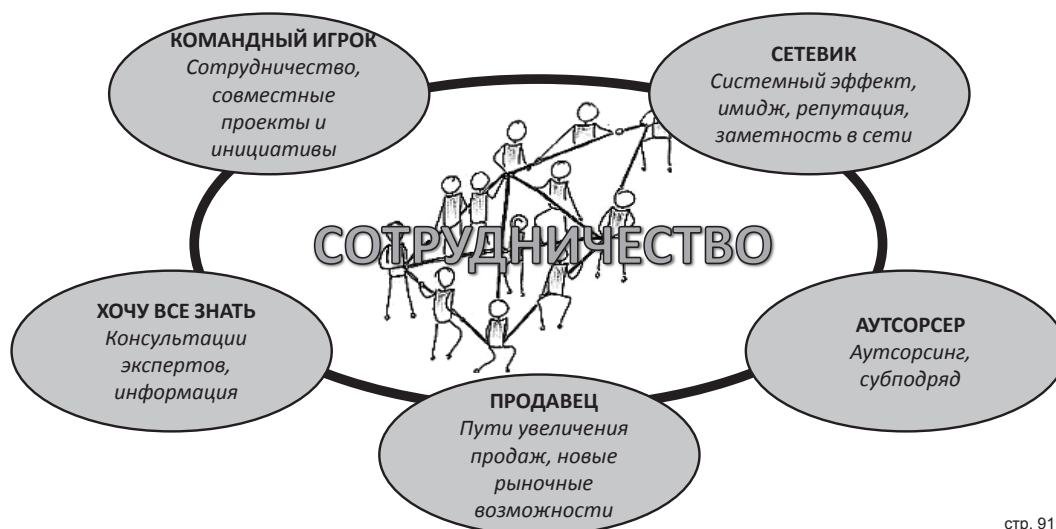 КОМАНДНЫЙ ИГРОК
Сотрудничество,
совместные
проекты и
инициативы
СЕТЕВИК
Системный эффект,
имидж, репутация,
заметность в сети
СОТРУДНИЧЕСТВО
ХОЧУ ВСЕ ЗНАТЬ
Консультации
экспертов,
информация
АУТСОРСЕР
Аутсорсинг,
субподряд
ПРОДАВЕЦ
Пути увеличения
продаж, новые
рыночные
возможности
стр. 91